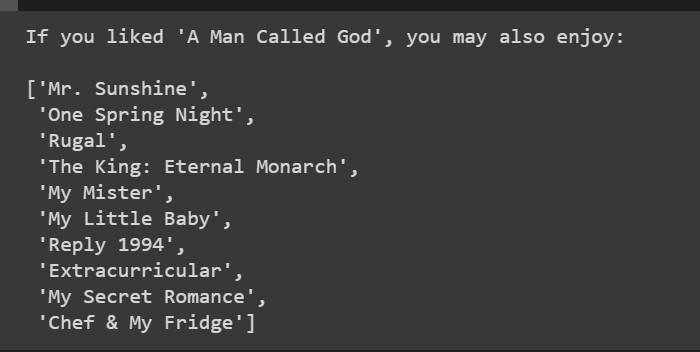 If you liked 'A Man Called God', you may also enjoy:
['Mr. Sunshine',
'One Spring Night',
'Rugal',
'The King: Eternal Monarch',
'My Mister',
'My Little Baby',
'Reply 1994',
'Extracurricular',
'My Secret Romance',
'Chef & My Fridge']